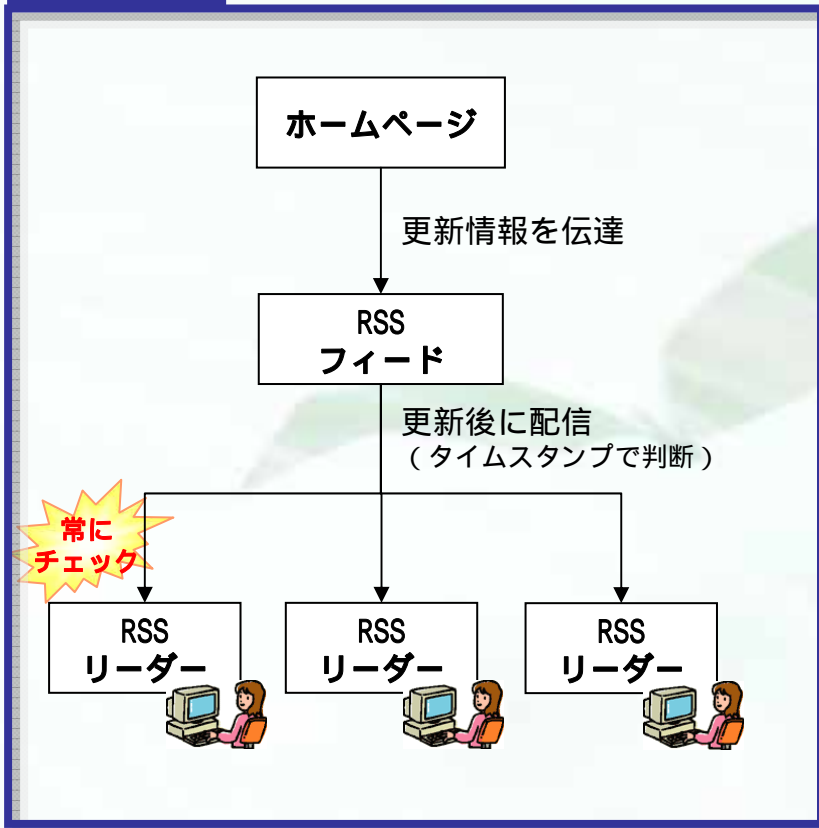 ホームページ
更新情報を伝達
RSS
フィード
更新後に配信
（タイムスタンプで判断）
常に
チェック
RSS
リーダー
RSS
リーダー
RSS
リーダー